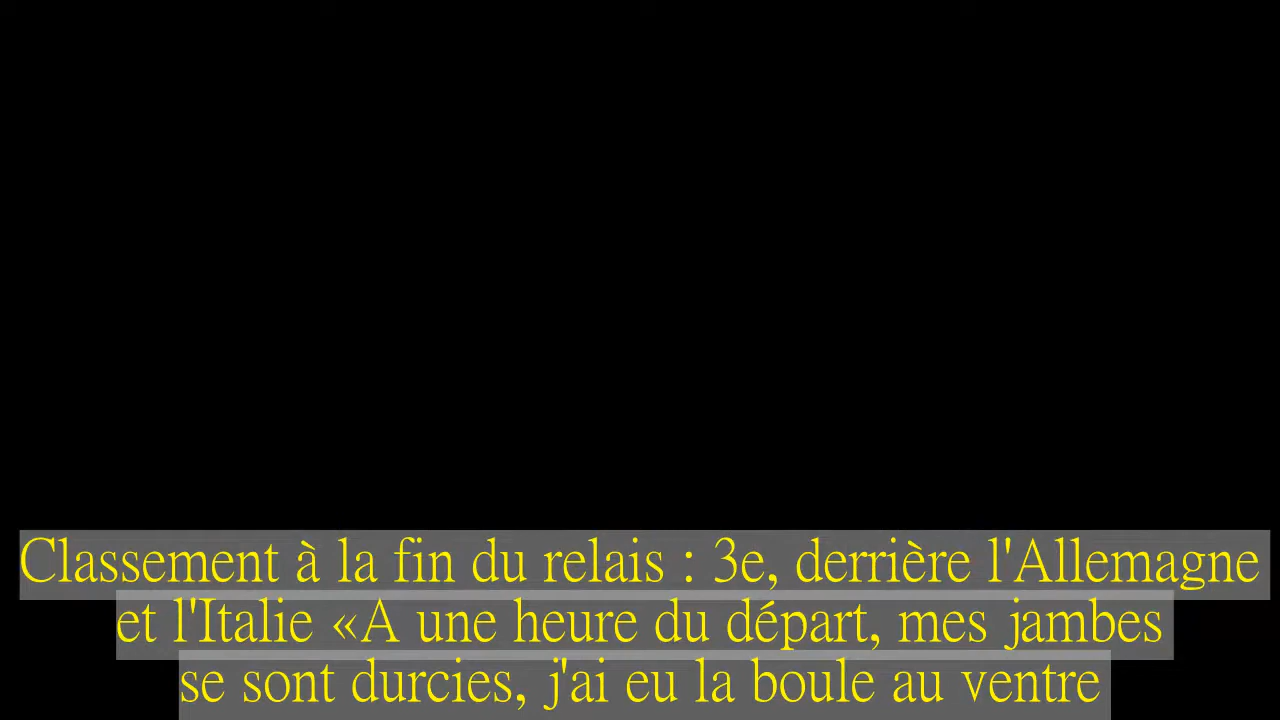 Classement à la fin du relais : 3e, derrière l'Allemagne
et l'Italie «A une heure du départ, mes jambes
se sont durcies, j'ai eu la boule au ventre